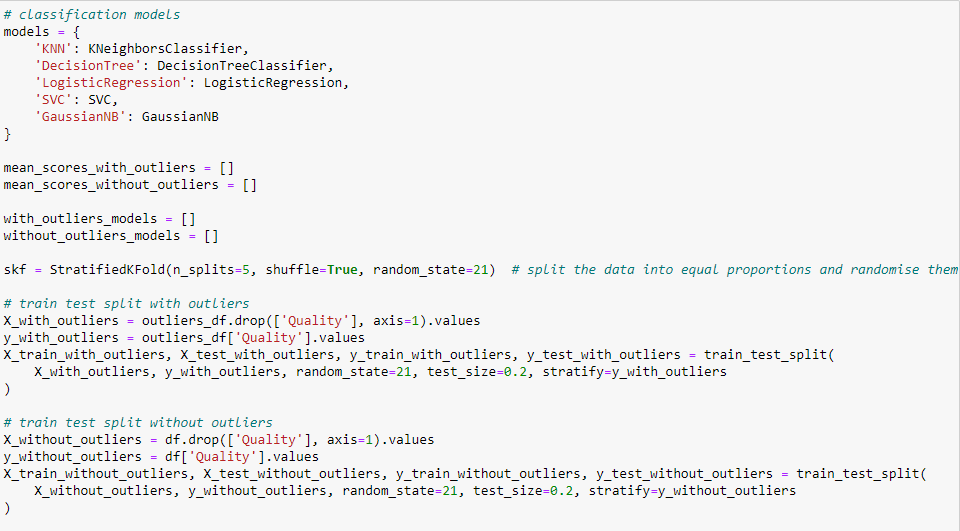 # classification models
models = {
    'KNN': KNeighborsClassifier,
    'DecisionTree': DecisionTreeClassifier,
    'LogisticRegression': LogisticRegression,
    'SVC': SVC,
    'GaussianNB': GaussianNB
}

mean_scores_with_outliers = []
mean_scores_without_outliers = []

with_outliers_models = []
without_outliers_models = []

skf = StratifiedKFold(n_splits=5, shuffle=True, random_state=21)  # split the data into equal proportions and randomise them

# train test split with outliers
X_with_outliers = outliers_df.drop(['Quality'], axis=1).values
y_with_outliers = outliers_df['Quality'].values
X_train_with_outliers, X_test_with_outliers, y_train_with_outliers, y_test_with_outliers = train_test_split(
    X_with_outliers, y_with_outliers, random_state=21, test_size=0.2, stratify=y_with_outliers
)

# train test split without outliers
X_without_outliers = df.drop(['Quality'], axis=1).values
y_without_outliers = df['Quality'].values
X_train_without_outliers, X_test_without_outliers, y_train_without_outliers, y_test_without_outliers = train_test_split(
    X_without_outliers, y_without_outliers, random_state=21, test_size=0.2, stratify=y_without_outliers
)